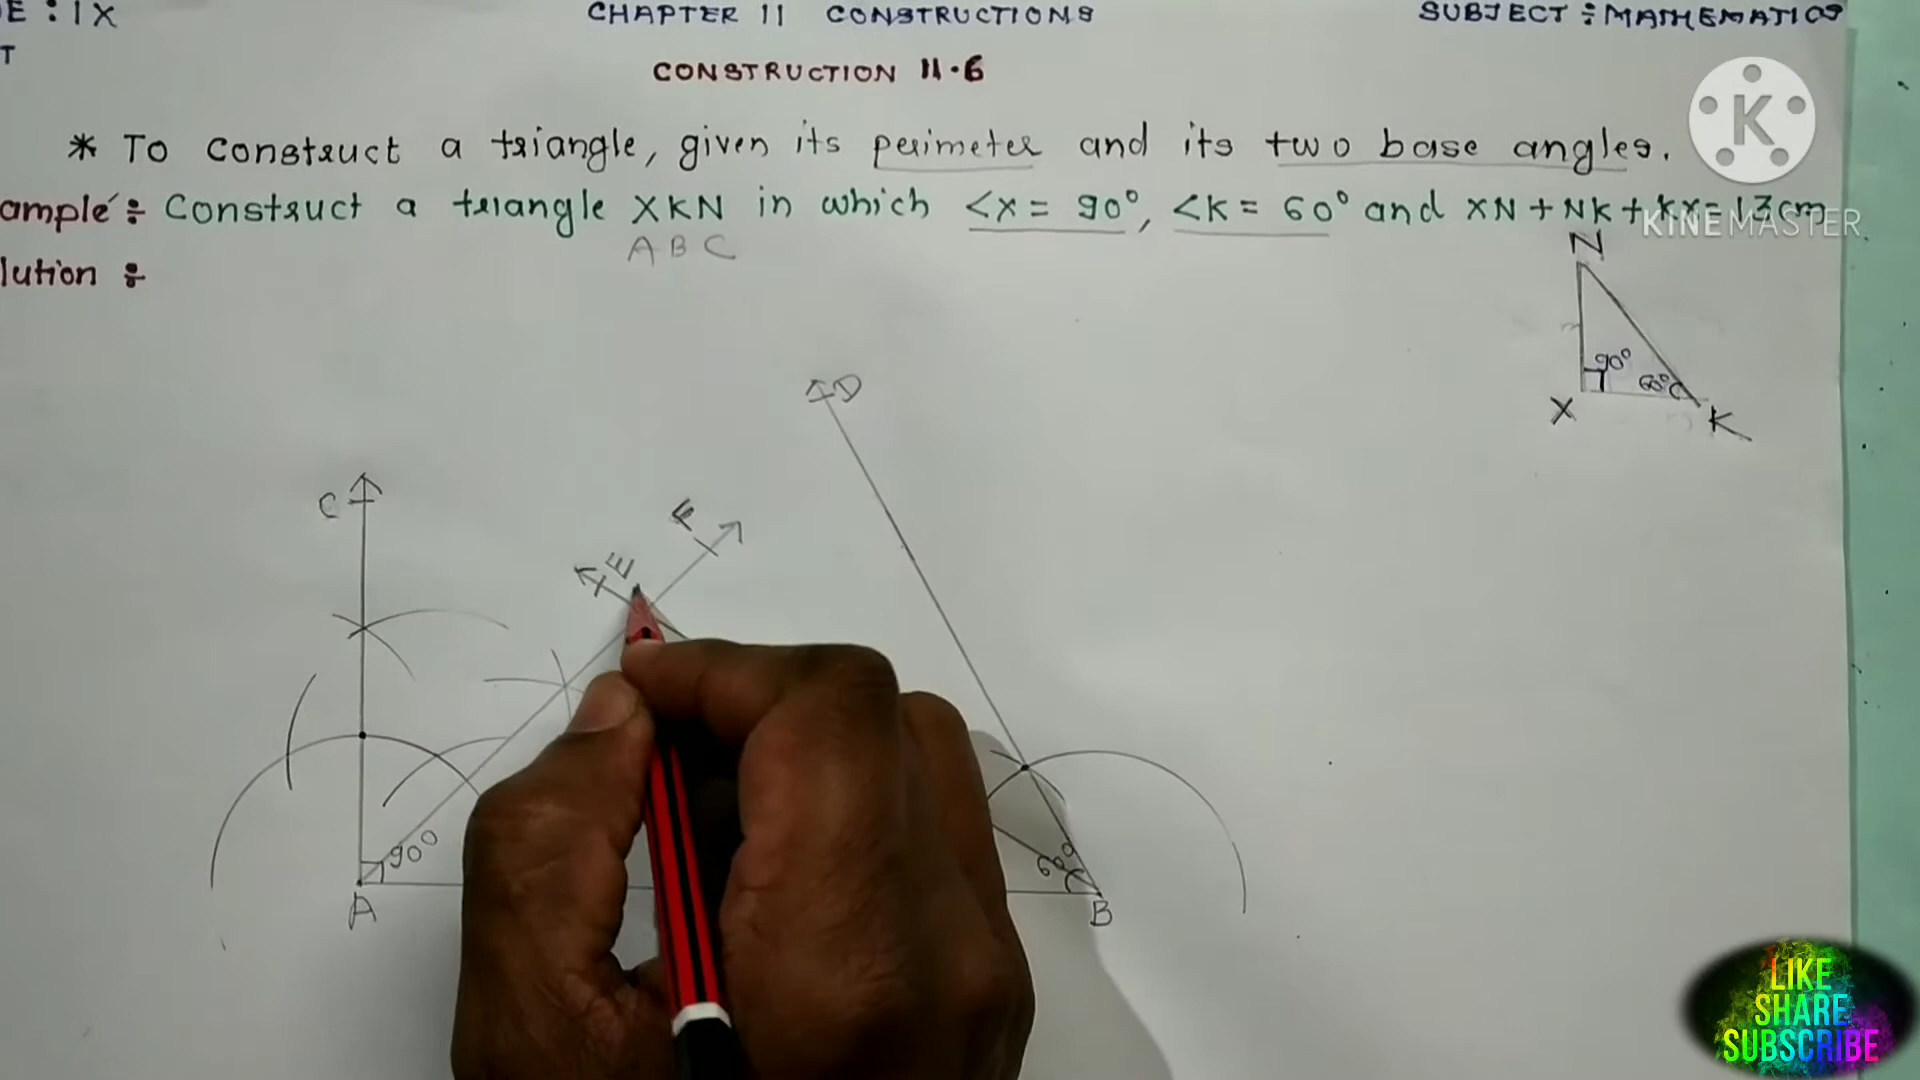 E : IX CHAPTER 11 CONSTRUCTIONS SUBJECT : MATHEMATICS
T
CONSTRUCTION 11.6
* To construct a triangle, given its perimeter and its two base angles.
ample :- Construct a triangle XKN in which <X = 90°, <K = 60° and XN + NK + KX = 13cm
A B C
lution :-
K
KINEMASTER
N
90°
60°
X
K
D
C
F
E
90°
60°
A
B
LIKE
SHARE
SUBSCRIBE